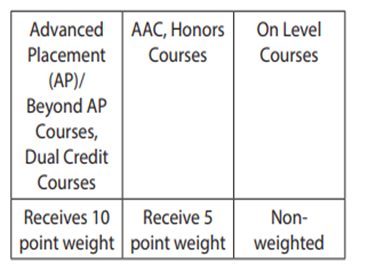 Advanced
Placement
(AP)/
Beyond AP
Courses,
Dual Credit
Courses
AAC, Honors
Courses
On Level
Courses
Receives 10
point weight
Receive 5
point weight
Non-
weighted